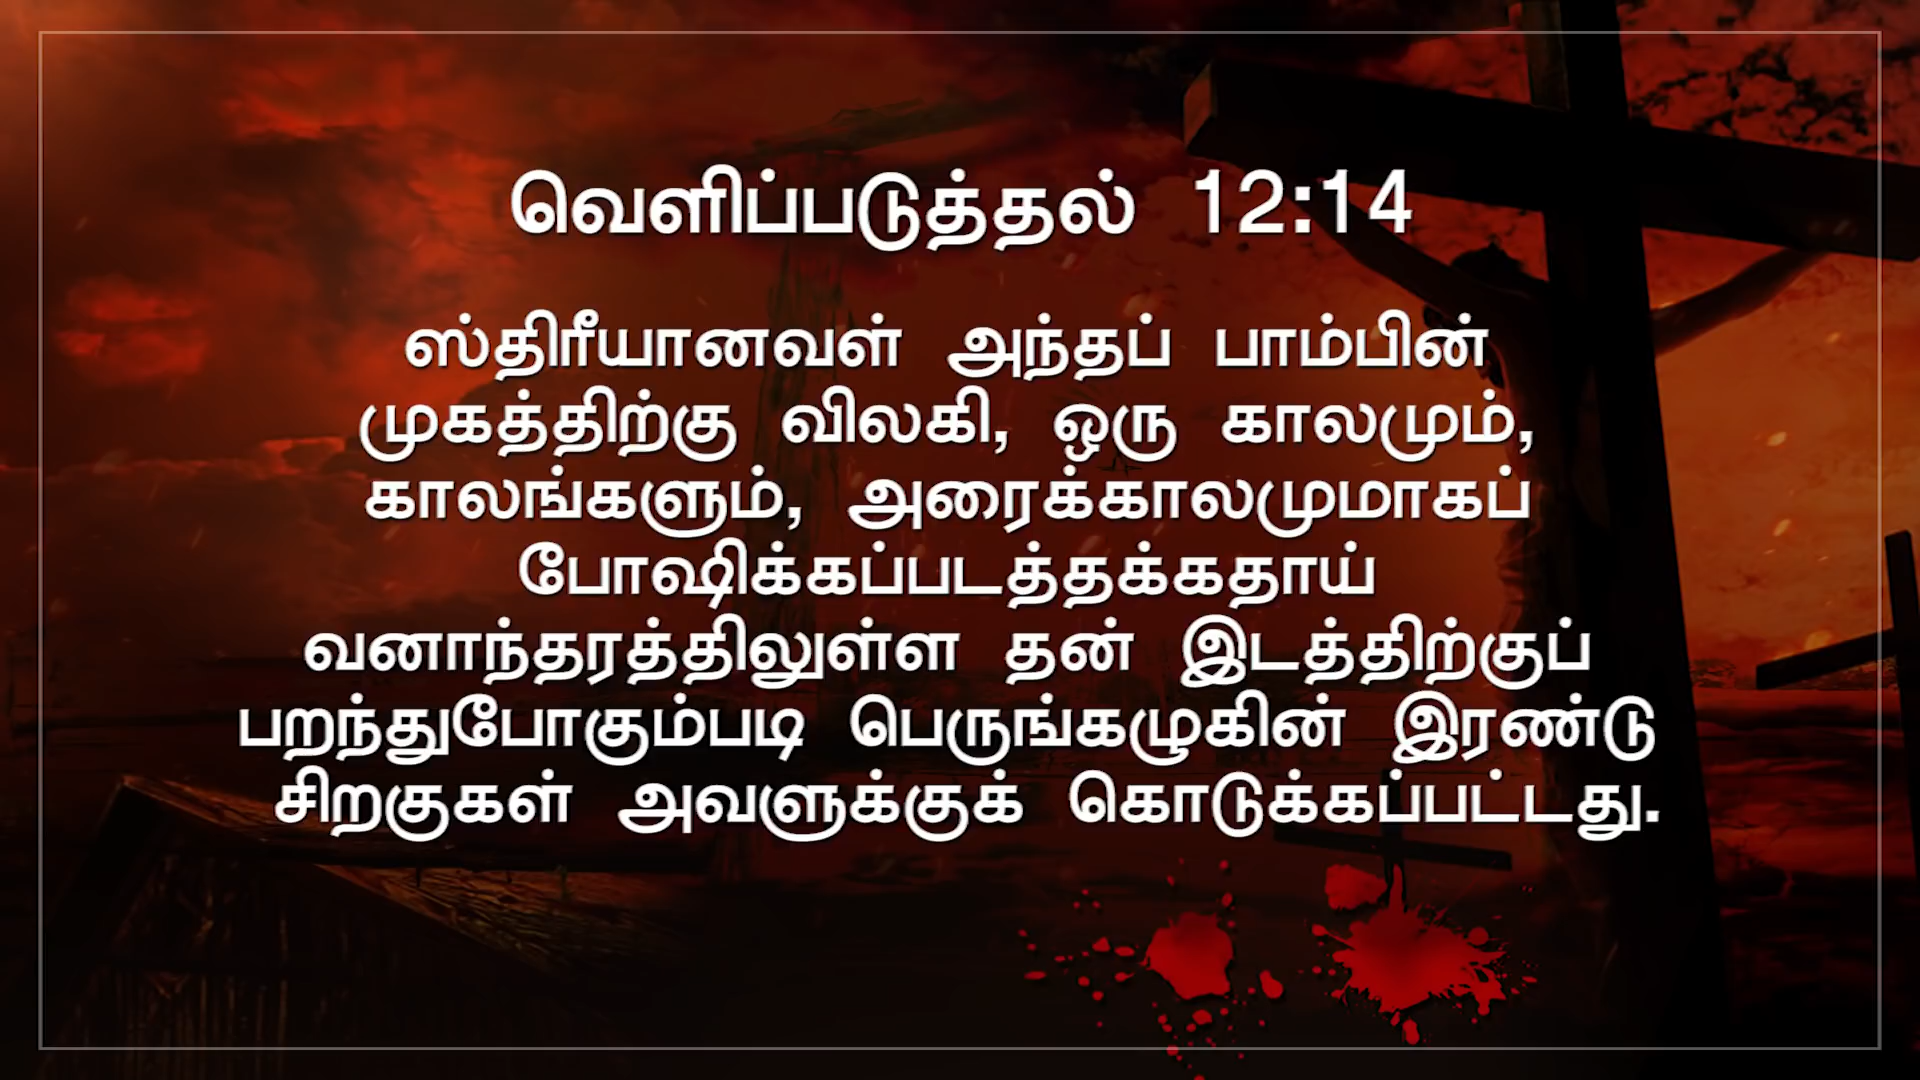 வெளிப்படுத்தல் 12:14
ஸ்திரீயானவள் அந்தப் பாம்பின்
முகத்திற்கு விலகி, ஒரு காலமும்,
காலங்களும், அரைக்காலமுமாகப்
போஷிக்கப்படத்தக்கதாய்
வனாந்தரத்திலுள்ள தன் இடத்திற்குப்
பறந்துபோகும்படி பெருங்கழுகின் இரண்டு
சிறகுகள் அவளுக்குக் கொடுக்கப்பட்டது.